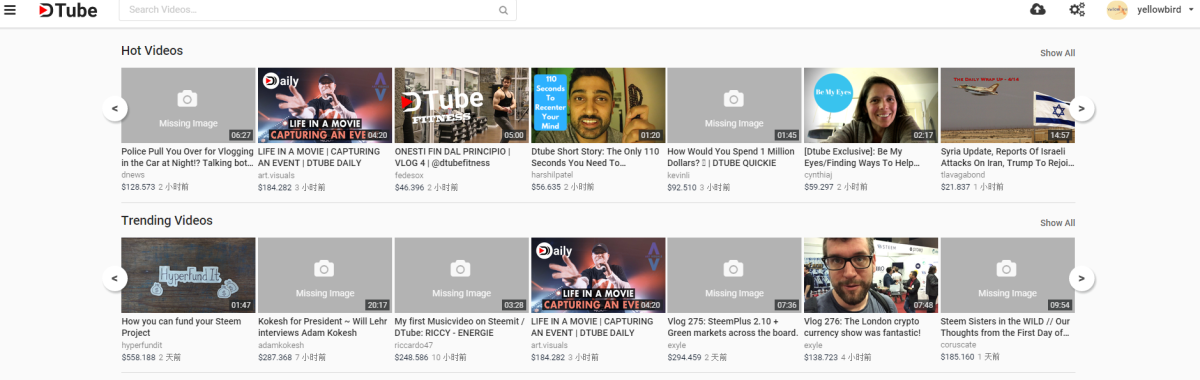 DTube
Search Videos...
yellowbird
Hot Videos
Show All
Missing Image
06:27
Daily
LIFE IN A MOVIE
CAPTURING AN EVE
04:20
DTube
FITNESS
05:00
110
Seconds
To
Recenter
Your
Mind
01:20
Missing Image
01:45
Be My Eyes
02:17
THE DAILY WRAP UP - 4/16
14:57
<
>
Police Pull You Over for Vlogging
in the Car at Night!? Talking bot...
dnews
$128.573 2 小时前
LIFE IN A MOVIE | CAPTURING
AN EVENT | DTUBE DAILY
art.visuals
$184.282 3 小时前
ONESTI FIN DAL PRINCIPIO |
VLOG 4 | @dtubefitness
fedesox
$46.396 2 小时前
Dtube Short Story: The Only 110
Seconds You Need To...
harshilpatel
$56.635 2 小时前
How Would You Spend 1 Million
Dollars? | DTUBE QUICKIE
kevinli
$92.510 3 小时前
[Dtube Exclusive]: Be My
Eyes/Finding Ways To Help...
cynthiaj
$59.297 2 小时前
Syria Update, Reports Of Israeli
Attacks On Iran, Trump To Rejoi...
tlavagabond
$21.837 1 小时前
Trending Videos
Show All
Hyperfund It
01:47
Missing Image
20:17
Missing Image
03:28
Daily
LIFE IN A MOVIE
CAPTURING AN EVE
04:20
Missing Image
07:36
07:48
Missing Image
09:54
<
>
How you can fund your Steem
Project
hyperfundit
$558.188 2 天前
Kokesh for President ~ Will Lehr
interviews Adam Kokesh
adamkokesh
$287.368 7 小时前
My first Musicvideo on Steemit /
DTube: RICCY - ENERGIE
riccardo47
$248.586 10 小时前
LIFE IN A MOVIE | CAPTURING
AN EVENT | DTUBE DAILY
art.visuals
$184.282 3 小时前
Vlog 275: SteemPlus 2.10 +
Green markets across the board.
exyle
$294.459 2 天前
Vlog 276: The London crypto
currency show was fantastic!
exyle
$138.723 4 小时前
Steem Sisters in the WILD // Our
Thoughts from the First Day of...
coruscate
$185.160 1 天前